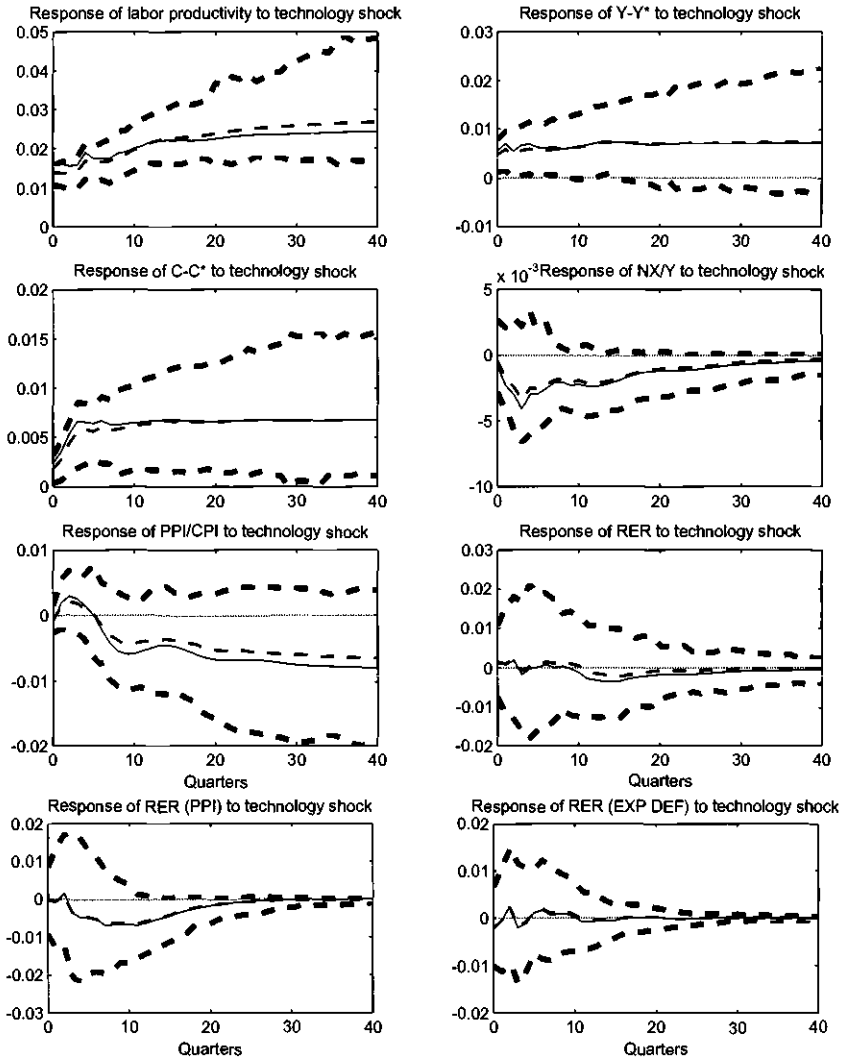 Response of labor productivity to technology shock
0.05
0.04
0.03
0.02
0.01
0
0 10 20 30 40
Response of Y-Y* to technology shock
0.03
0.02
0.01
0
-0.01
0 10 20 30 40
Response of C-C* to technology shock
0.02
0.015
0.01
0.005
0
0 10 20 30 40
x 10⁻³ Response of NX/Y to technology shock
5
0
-5
-10
0 10 20 30 40
Response of PPI/CPI to technology shock
0.01
0
-0.01
-0.02
0 10 20 30 40
Quarters
Response of RER to technology shock
0.03
0.02
0.01
0
-0.01
-0.02
0 10 20 30 40
Quarters
Response of RER (PPI) to technology shock
0.02
0.01
0
-0.01
-0.02
-0.03
0 10 20 30 40
Quarters
Response of RER (EXP DEF) to technology shock
0.02
0.01
0
-0.01
-0.02
0 10 20 30 40
Quarters